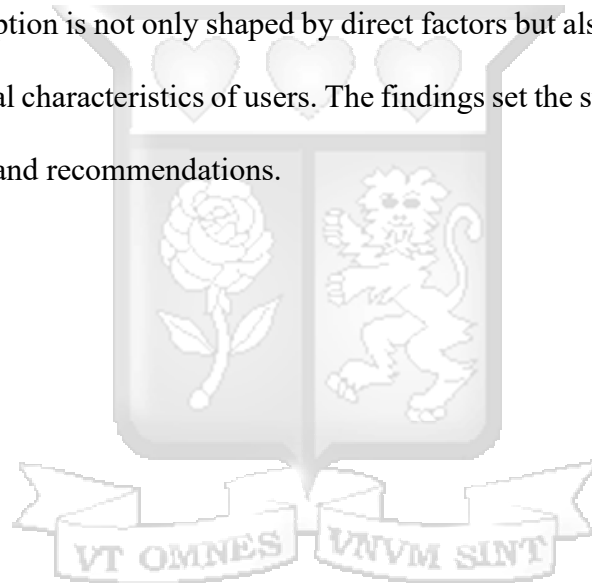 ption is not only shaped by direct factors but als
al characteristics of users. The findings set the s
and recommendations.
VT OMNES VNVM SINT